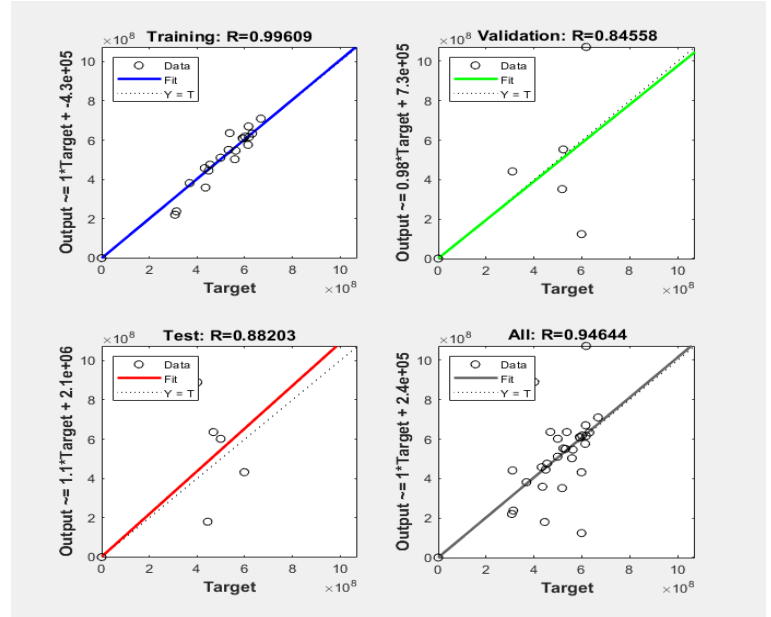 Training: R=0.99609
Output ~= 1*Target + -4.3e+05
×10^8
10
8
6
4
2
0
Data
Fit
Y = T
0 2 4 6 8 10
×10^8
Target
Validation: R=0.84558
Output ~= 0.98*Target + 7.3e+05
×10^8
10
8
6
4
2
0
Data
Fit
Y = T
0 2 4 6 8 10
×10^8
Target
Test: R=0.88203
Output ~= 1.1*Target + 2.1e+06
×10^8
10
8
6
4
2
0
Data
Fit
Y = T
0 2 4 6 8 10
×10^8
Target
All: R=0.94644
Output ~= 1*Target + 2.4e+05
×10^8
10
8
6
4
2
0
Data
Fit
Y = T
0 2 4 6 8 10
×10^8
Target